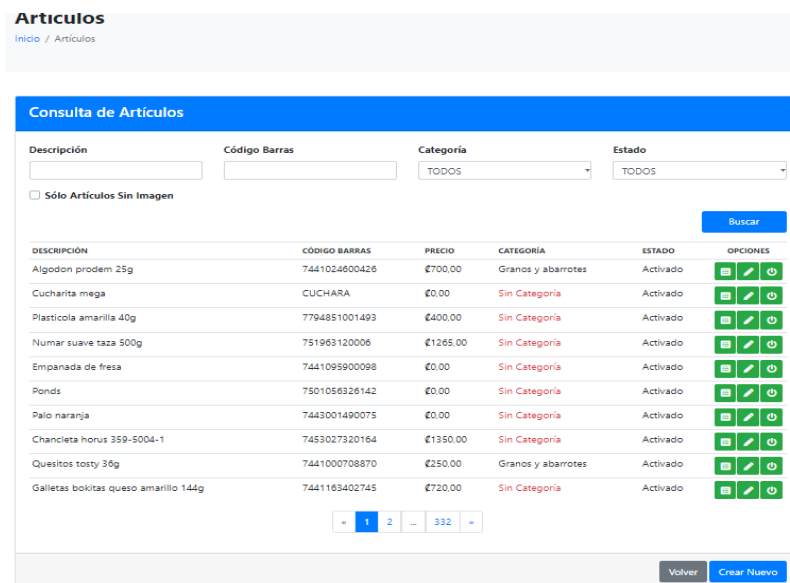 Artículos
Inicio / Artículos
Consulta de Artículos
Descripción Código Barras Categoría Estado
TODOS TODOS
Sólo Artículos Sin Imagen
Buscar
DESCRIPCIÓN CÓDIGO BARRAS PRECIO CATEGORÍA ESTADO OPCIONES
Algodon prodem 25g 7441024600426 ₡700,00 Granos y abarrotes Activado
Cucharita mega CUCHARA ₡0,00 Sin Categoría Activado
Plasticola amarilla 40g 7794851001493 ₡400,00 Sin Categoría Activado
Numar suave taza 500g 751963120006 ₡1265,00 Sin Categoría Activado
Empanada de fresa 7441095900098 ₡0,00 Sin Categoría Activado
Ponds 7501056326142 ₡0,00 Sin Categoría Activado
Palo naranja 7443001490075 ₡0,00 Sin Categoría Activado
Chancleta horus 359-5004-1 7453027320164 ₡1350,00 Sin Categoría Activado
Quesitos tosty 36g 7441000708870 ₡250,00 Granos y abarrotes Activado
Galletas bokitas queso amarillo 144g 7441163402745 ₡720,00 Sin Categoría Activado
« 1 2 ... 332 »
Volver Crear Nuevo